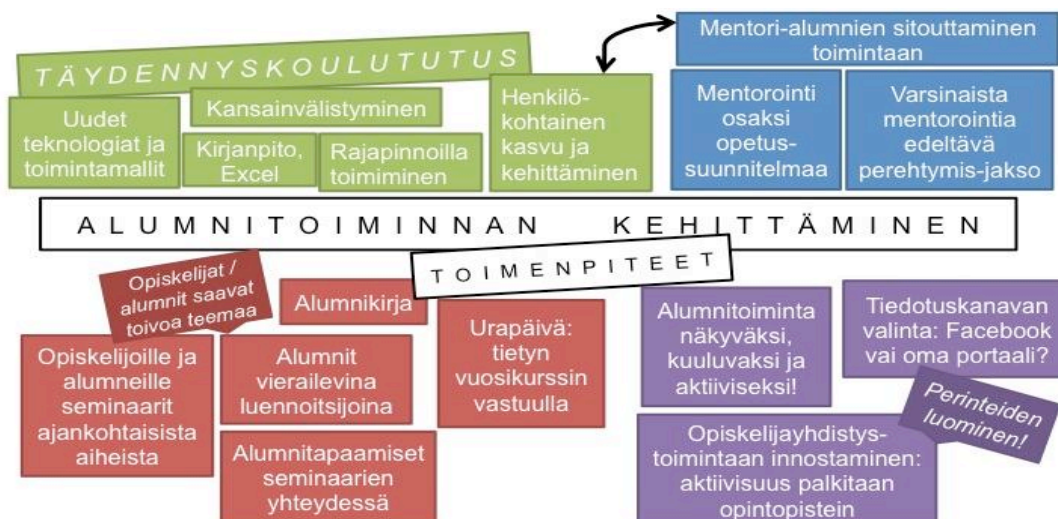 TÄYDENNYSKOULUTUTUS
Uudet
teknologiat ja
toimintamallit
Kansainvälistyminen
Kirjanpito,
Excel
Rajapinnoilla
toimiminen
Henkilö-
kohtainen
kasvu ja
kehittäminen
Mentori-alumnien sitouttaminen
toimintaan
Mentorointi
osaksi
opetus-
suunnitelmaa
Varsinaista
mentorointia
edeltävä
perehtymis-jakso
ALUMNITOIMINNAN KEHITTÄMINEN
TOIMENPITEET
Opiskelijat /
alumnit saavat
toivoa teemaa
Opiskelijoille ja
alumneille
seminaarit
ajankohtaisista
aiheista
Alumnikirja
Alumnit
vierailevina
luennoitsijoina
Alumnitapaamiset
seminaarien
yhteydessä
Urapäivä:
tietyn
vuosikurssin
vastuulla
Alumnitoiminta
näkyväksi,
kuuluvaksi ja
aktiiviseksi!
Tiedotuskanavan
valinta: Facebook
vai oma portaali?
Perinteiden
luominen!
Opiskelijayhdistys-
toimintaan innostaminen:
aktiivisuus palkitaan
opintopistein